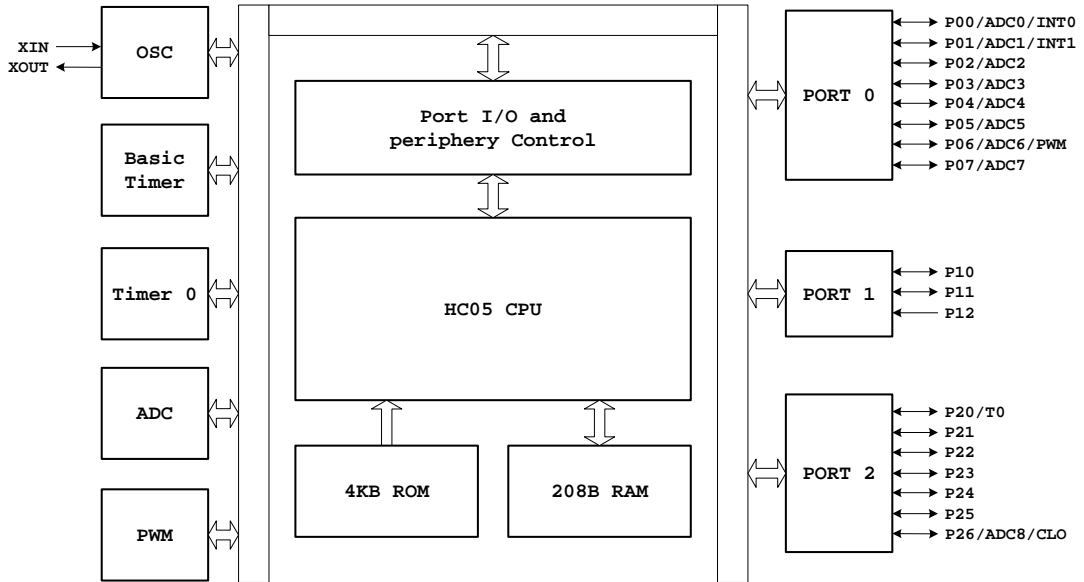 XIN
XOUT
OSC
Basic
Timer
Timer 0
ADC
PWM
Port I/O and
periphery Control
HC05 CPU
4KB ROM
208B RAM
PORT 0
P00/ADC0/INT0
P01/ADC1/INT1
P02/ADC2
P03/ADC3
P04/ADC4
P05/ADC5
P06/ADC6/PWM
P07/ADC7
PORT 1
P10
P11
P12
PORT 2
P20/T0
P21
P22
P23
P24
P25
P26/ADC8/CLO